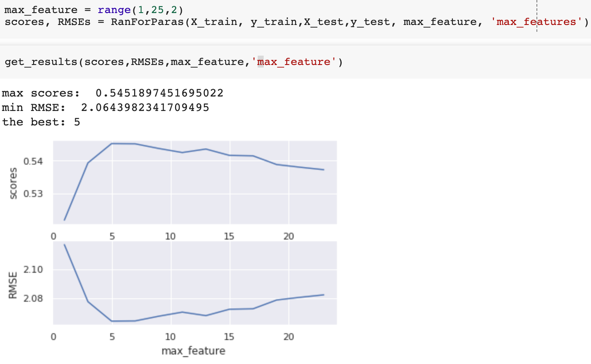 max_feature = range(1,25,2)
scores, RMSEs = RanForParas(X_train, y_train,X_test,y_test, max_feature, 'max_features')
get_results(scores,RMSEs,max_feature,'max_feature')
max scores:  0.5451897451695022
min RMSE:  2.0643982341709495
the best: 5
0.54
scores
0.53
0 5 10 15 20
2.10
RMSE
2.08
0 5 10 15 20
max_feature